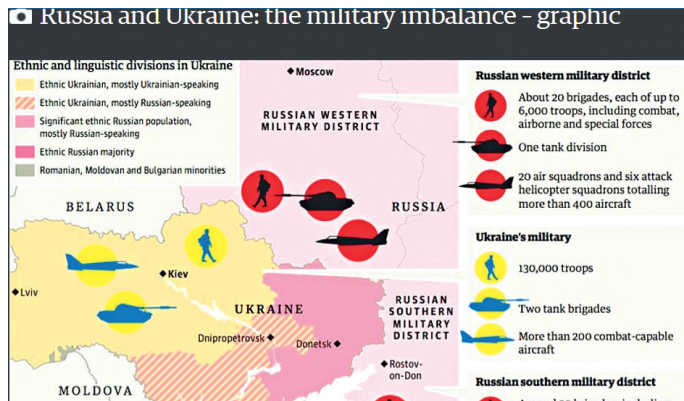 Russia and Ukraine: the military imbalance – graphic
Ethnic and linguistic divisions in Ukraine
Ethnic Ukrainian, mostly Ukrainian-speaking
Ethnic Ukrainian, mostly Russian-speaking
Significant ethnic Russian population,
mostly Russian-speaking
Ethnic Russian majority
Romanian, Moldovan and Bulgarian minorities
Moscow
RUSSIAN WESTERN
MILITARY DISTRICT
BELARUS
RUSSIA
Kiev
Lviv
UKRAINE
Dnipropetrovsk
Donetsk
RUSSIAN
SOUTHERN
MILITARY
DISTRICT
Rostov-
on-Don
MOLDOVA
Russian western military district
About 20 brigades, each of up to
6,000 troops, including combat,
airborne and special forces
One tank division
20 air squadrons and six attack
helicopter squadrons totalling
more than 400 aircraft
Ukraine's military
130,000 troops
Two tank brigades
More than 200 combat-capable
aircraft
Russian southern military district